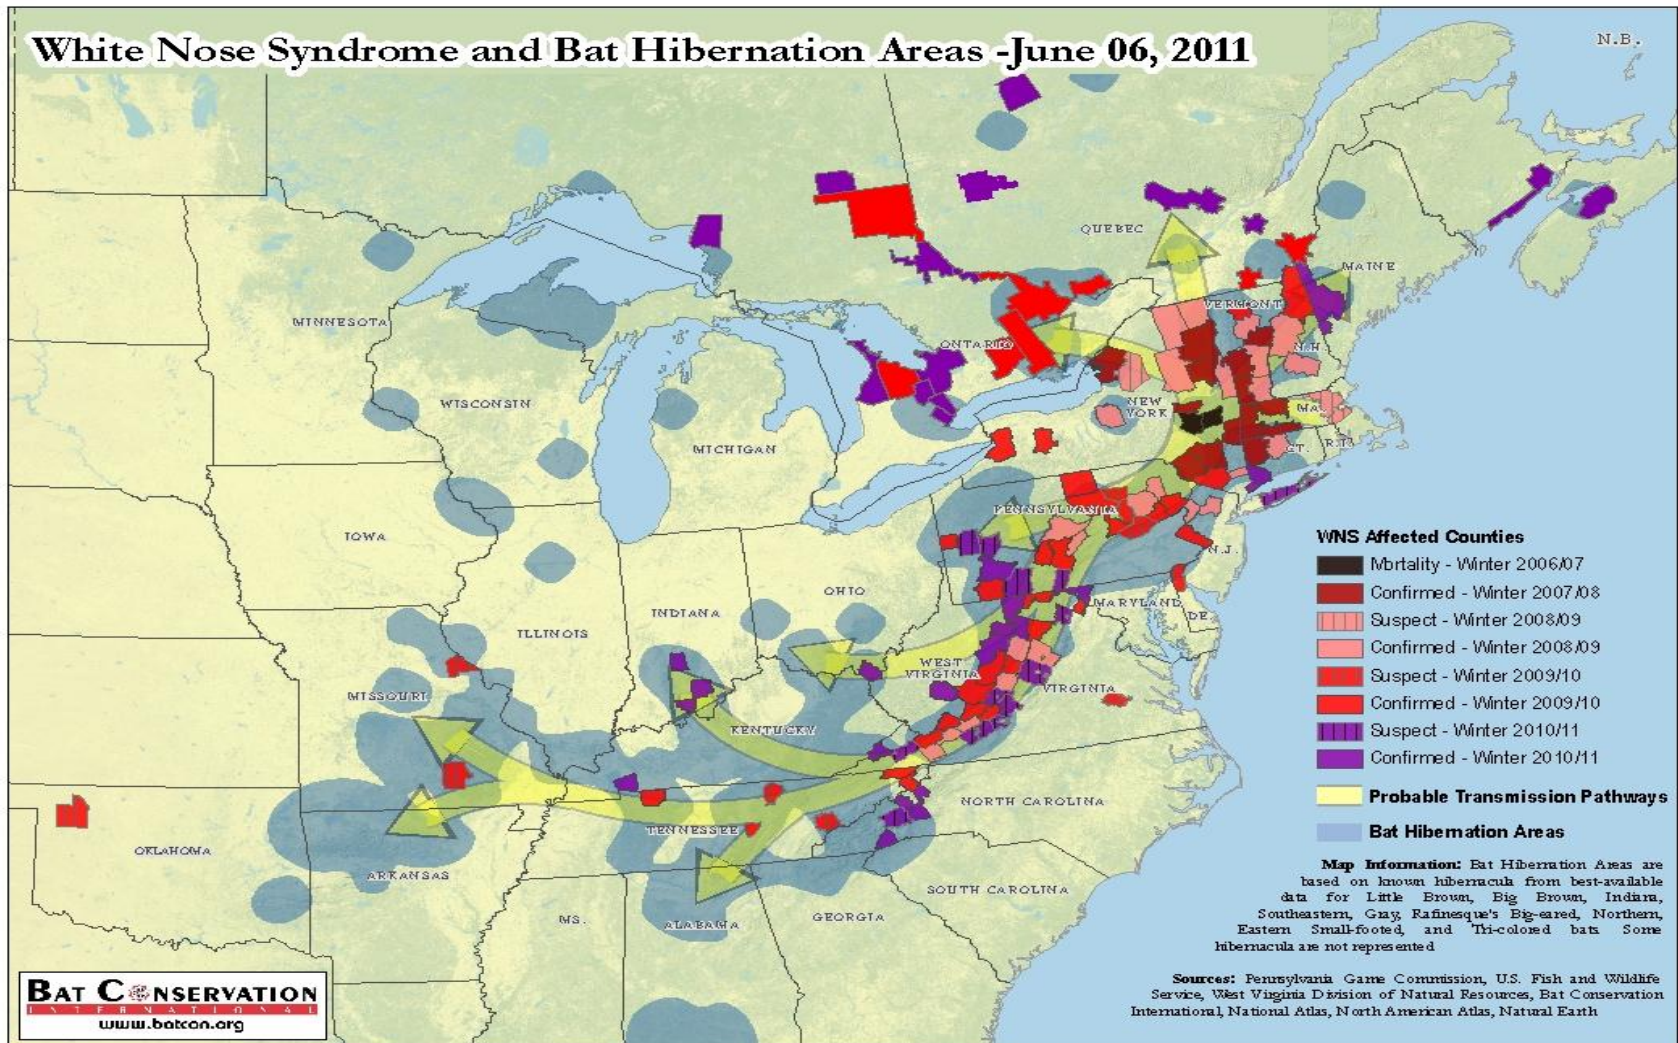 White Nose Syndrome and Bat Hibernation Areas -June 06, 2011
N.B.
QUEBEC
MAINE
MINNESOTA
VERMONT
ONTARIO
N.H.
WISCONSIN
NEW
YORK
MA.
MICHIGAN
CT.
R.I.
PENNSYLVANIA
IOWA
N.J.
OHIO
INDIANA
MARYLAND
DE.
ILLINOIS
WEST
VIRGINIA
MISSOURI
VIRGINIA
KENTUCKY
NORTH CAROLINA
TENNESSEE
OKLAHOMA
ARKANSAS
SOUTH CAROLINA
MS.
ALABAMA
GEORGIA
WNS Affected Counties
Mortality - Winter 2006/07
Confirmed - Winter 2007/08
Suspect - Winter 2008/09
Confirmed - Winter 2008/09
Suspect - Winter 2009/10
Confirmed - Winter 2009/10
Suspect - Winter 2010/11
Confirmed - Winter 2010/11
Probable Transmission Pathways
Bat Hibernation Areas
Map Information: Bat Hibernation Areas are
based on known hibernacula from best-available
data for Little Brown, Big Brown, Indiana,
Southeastern, Gray, Rafinesque's Big-eared, Northern,
Eastern Small-footed, and Tri-colored bats. Some
hibernacula are not represented
Sources: Pennsylvania Game Commission, U.S. Fish and Wildlife
Service, West Virginia Division of Natural Resources, Bat Conservation
International, National Atlas, North American Atlas, Natural Earth
BAT CONSERVATION
INTERNATIONAL
www.batcon.org